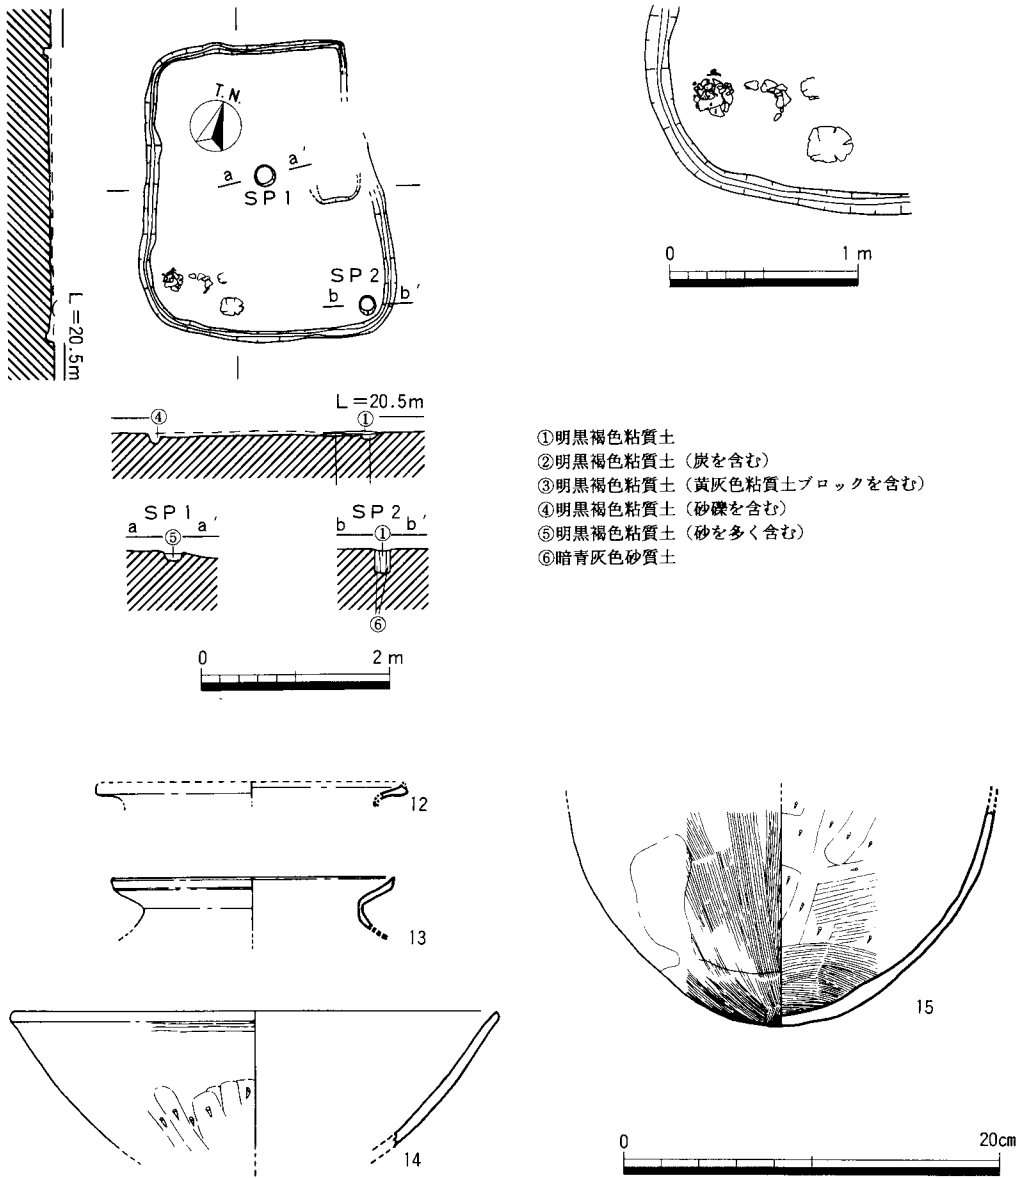 T.N.
a a′
SP1
SP2
b b′
L=20.5m
0 1m
L=20.5m
④ ①
SP1
a a′
⑤
SP2
b b′
①
⑥
0 2m
①明黒褐色粘質土
②明黒褐色粘質土（炭を含む）
③明黒褐色粘質土（黄灰色粘質土ブロックを含む）
④明黒褐色粘質土（砂礫を含む）
⑤明黒褐色粘質土（砂を多く含む）
⑥暗青灰色砂質土
12
13
14
15
0 20cm